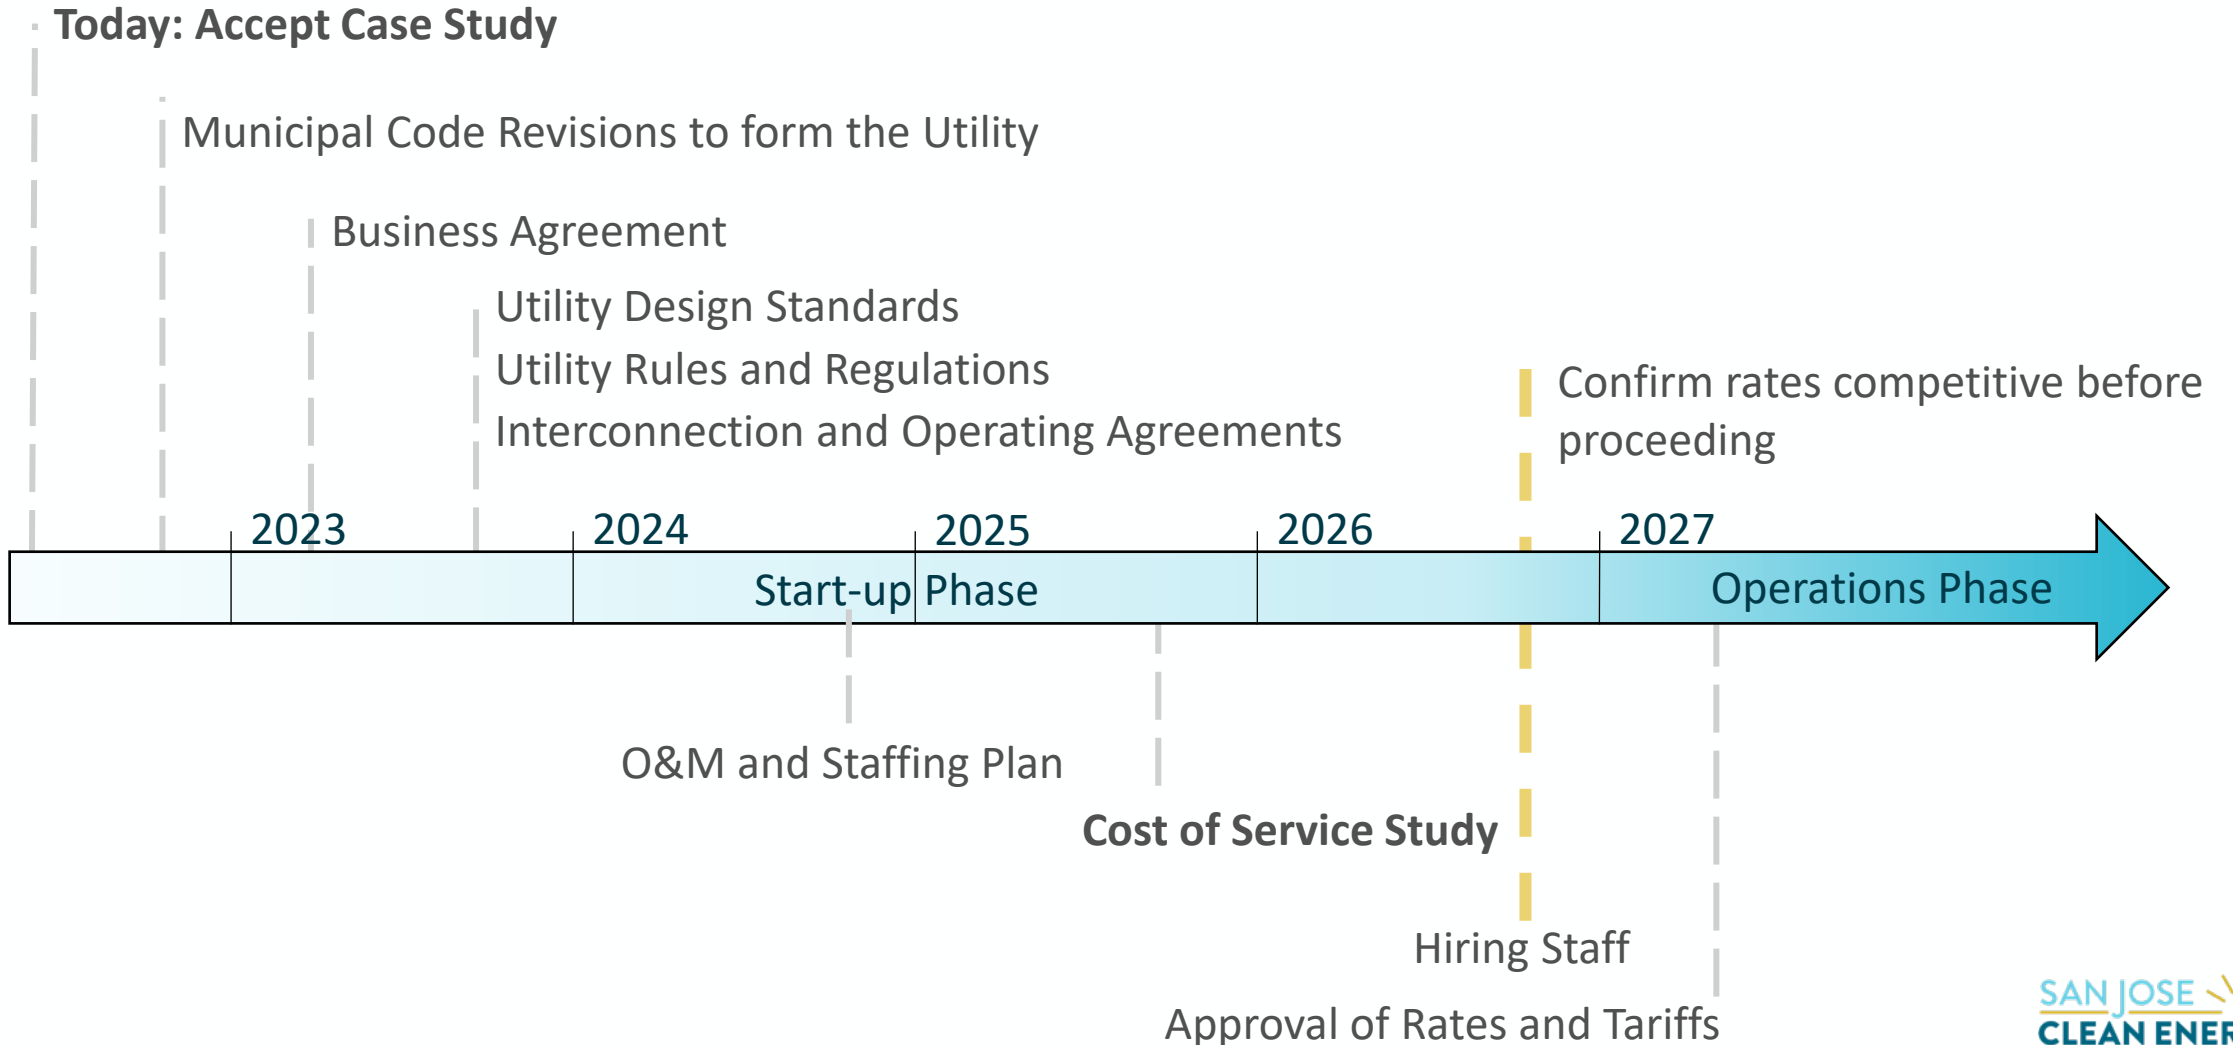 Today: Accept Case Study
Municipal Code Revisions to form the Utility
Business Agreement
Utility Design Standards
Utility Rules and Regulations
Interconnection and Operating Agreements
Confirm rates competitive before
proceeding
2023
2024
2025
2026
2027
Start-up Phase
Operations Phase
O&M and Staffing Plan
Cost of Service Study
Hiring Staff
Approval of Rates and Tariffs
SAN JOSE
CLEAN ENER